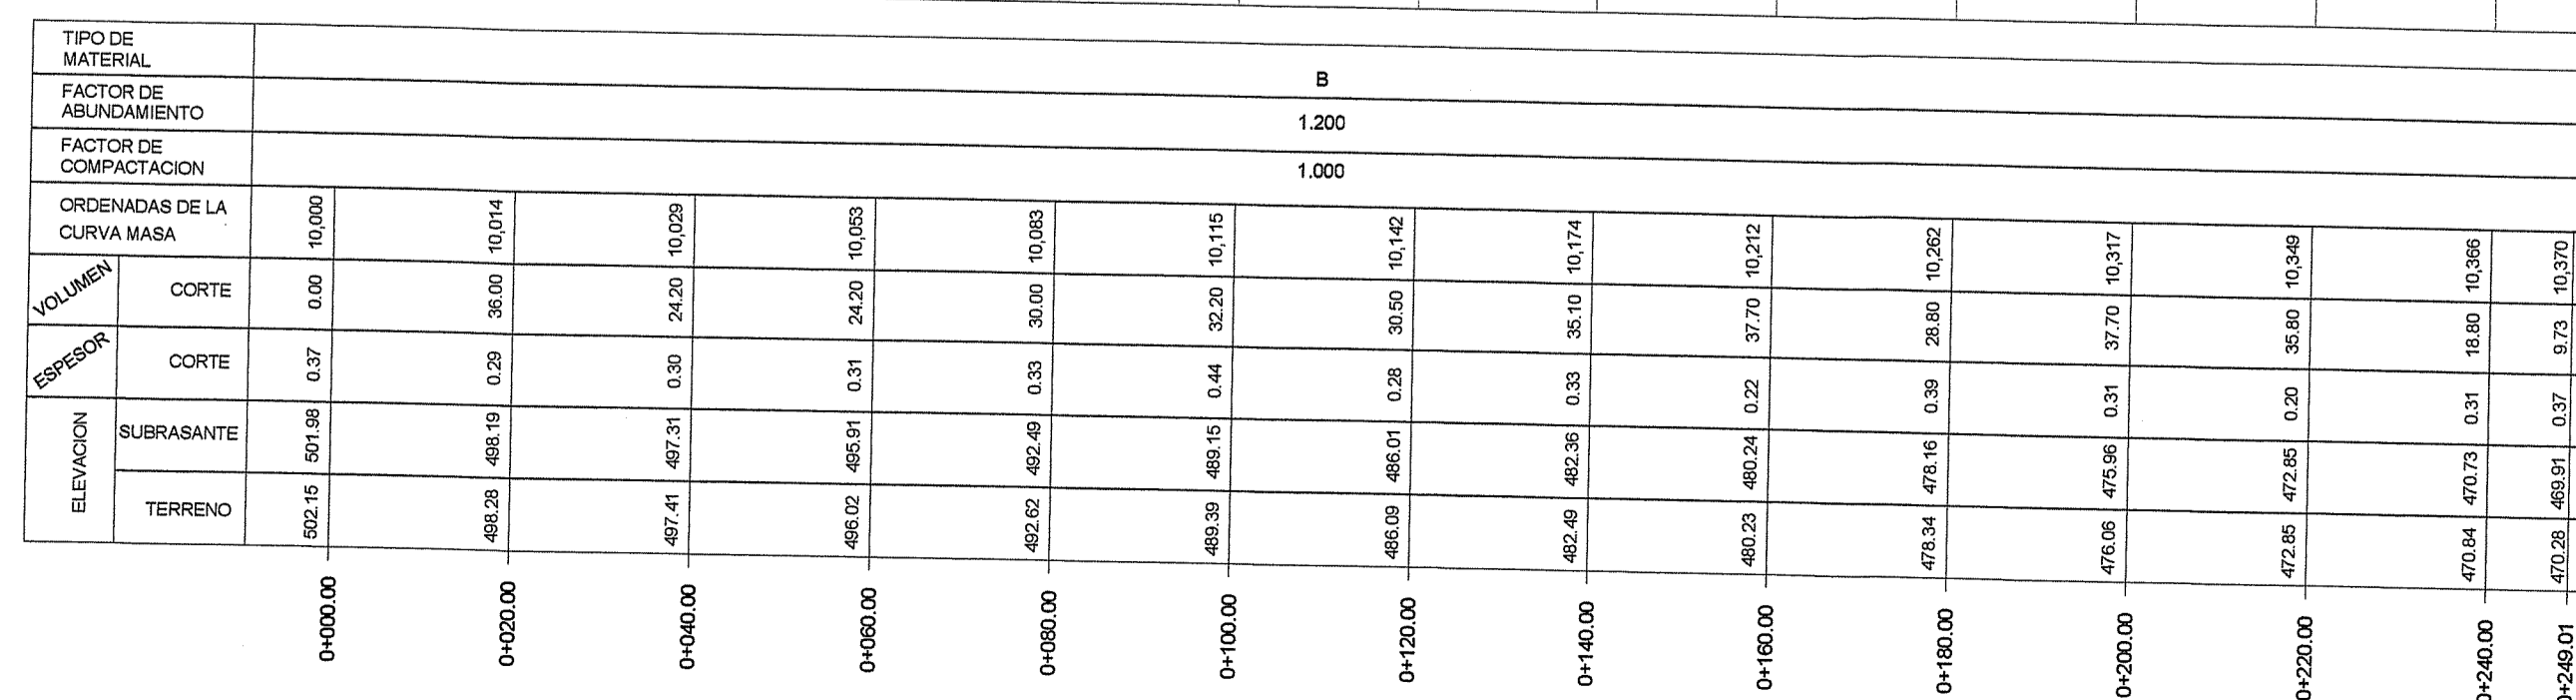 TIPO DE
MATERIAL
B
FACTOR DE
ABUNDAMIENTO
1.200
FACTOR DE
COMPACTACION
1.000
ORDENADAS DE LA
CURVA MASA
10,000 10,014 10,029 10,053 10,083 10,115 10,142 10,174 10,212 10,262 10,317 10,349 10,366 10,370
VOLUMEN
CORTE
0.00 36.00 24.20 24.20 30.00 32.20 30.50 35.10 37.70 28.80 37.70 35.80 18.80 9.73
ESPESOR
CORTE
0.37 0.29 0.30 0.31 0.33 0.44 0.28 0.33 0.22 0.39 0.31 0.20 0.31 0.37
ELEVACION
SUBRASANTE
501.98 498.19 497.31 495.91 492.49 489.15 486.01 482.36 480.24 478.16 475.96 472.85 470.73 469.91
TERRENO
502.15 498.28 497.41 496.02 492.62 489.39 486.09 482.49 480.23 478.34 476.06 472.85 470.84 470.28
0+000.00 0+020.00 0+040.00 0+060.00 0+080.00 0+100.00 0+120.00 0+140.00 0+160.00 0+180.00 0+200.00 0+220.00 0+240.00 0+249.01